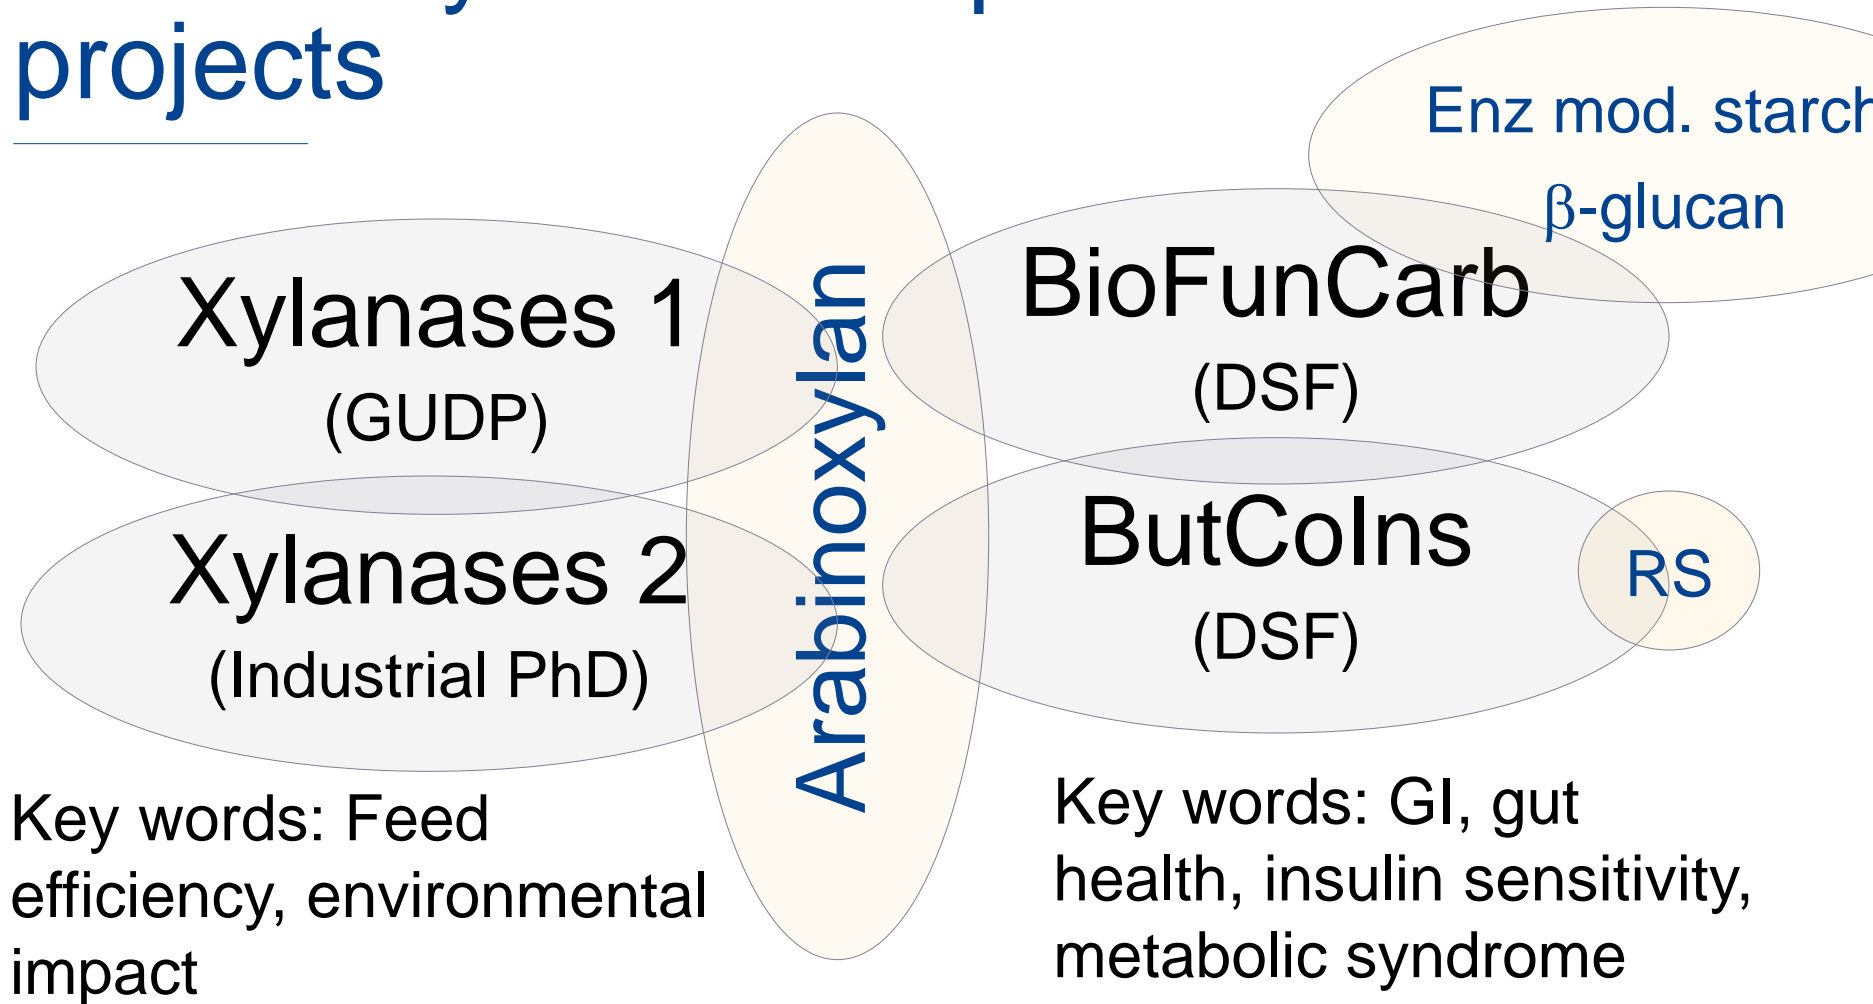 projects
Enz mod. starch
β-glucan
Xylanases 1
(GUDP)
Arabinoxylan
BioFunCarb
(DSF)
Xylanases 2
(Industrial PhD)
ButCoIns
(DSF)
RS
Key words: Feed
efficiency, environmental
impact
Key words: GI, gut
health, insulin sensitivity,
metabolic syndrome